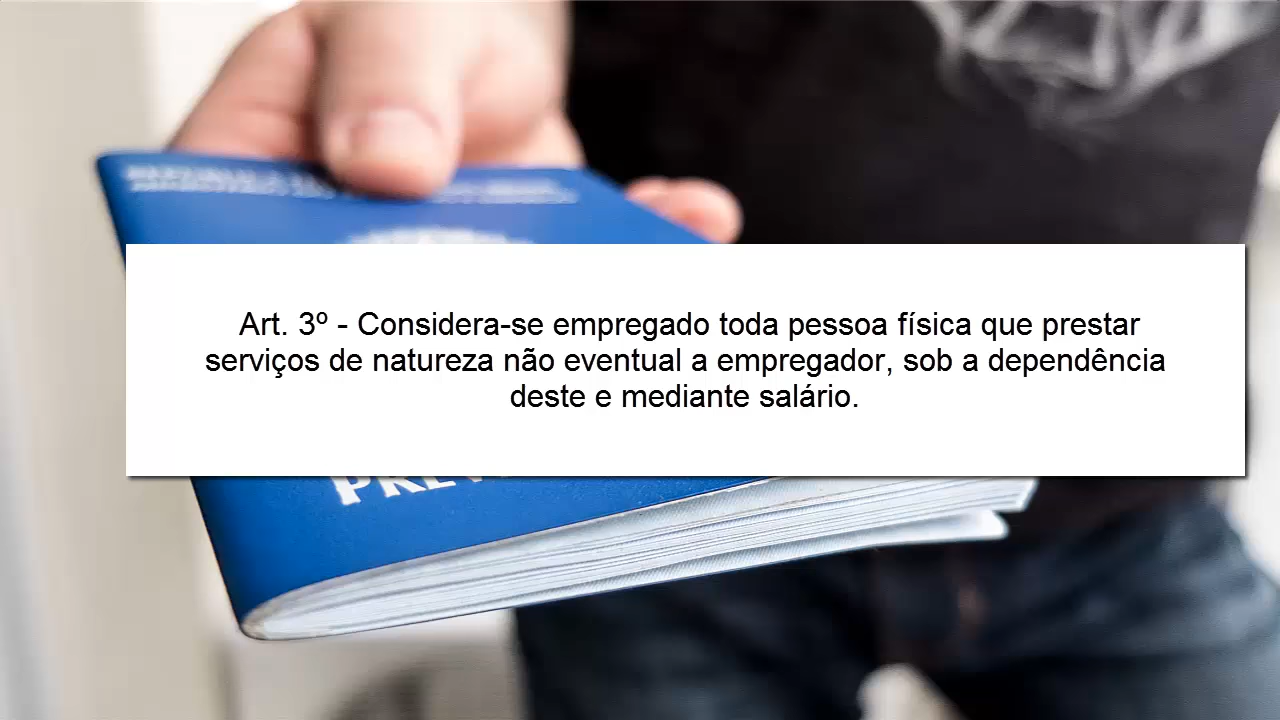 Art. 3º - Considera-se empregado toda pessoa física que prestar
serviços de natureza não eventual a empregador, sob a dependência
deste e mediante salário.